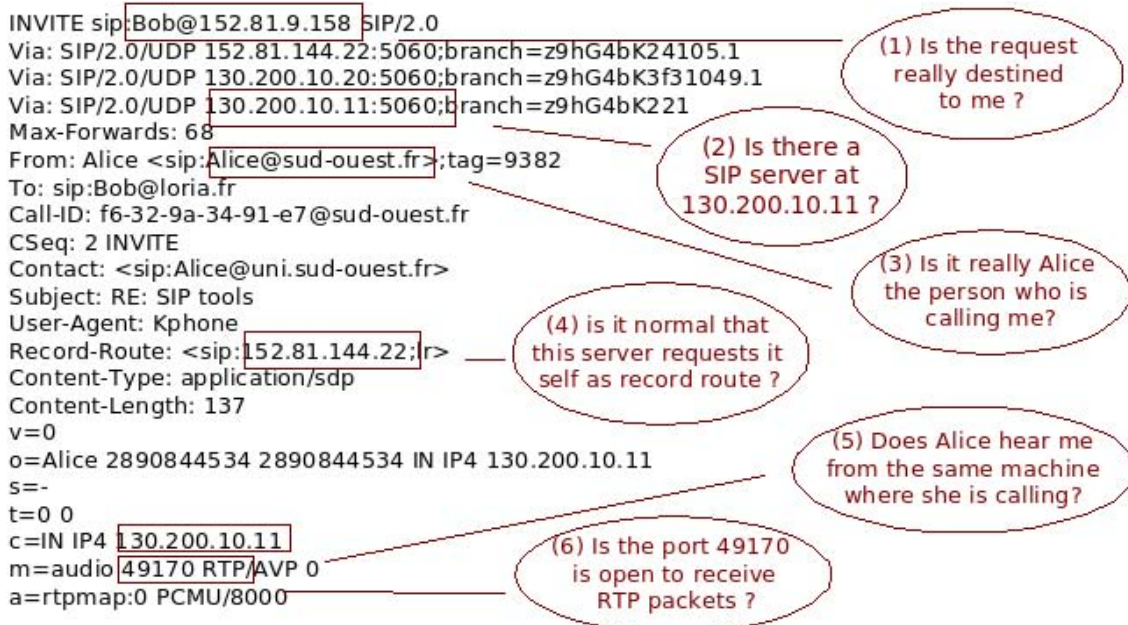 INVITE sip:Bob@152.81.9.158 SIP/2.0
Via: SIP/2.0/UDP 152.81.144.22:5060;branch=z9hG4bK24105.1
Via: SIP/2.0/UDP 130.200.10.20:5060;branch=z9hG4bK3f31049.1
Via: SIP/2.0/UDP 130.200.10.11:5060;branch=z9hG4bK221
Max-Forwards: 68
From: Alice <sip:Alice@sud-ouest.fr>;tag=9382
To: sip:Bob@loria.fr
Call-ID: f6-32-9a-34-91-e7@sud-ouest.fr
CSeq: 2 INVITE
Contact: <sip:Alice@uni.sud-ouest.fr>
Subject: RE: SIP tools
User-Agent: Kphone
Record-Route: <sip:152.81.144.22;lr>
Content-Type: application/sdp
Content-Length: 137
v=0
o=Alice 2890844534 2890844534 IN IP4 130.200.10.11
s=-
t=0 0
c=IN IP4 130.200.10.11
m=audio 49170 RTP/AVP 0
a=rtpmap:0 PCMU/8000
(1) Is the request
really destined
to me ?
(2) Is there a
SIP server at
130.200.10.11 ?
(3) Is it really Alice
the person who is
calling me?
(4) is it normal that
this server requests it
self as record route ?
(5) Does Alice hear me
from the same machine
where she is calling?
(6) Is the port 49170
is open to receive
RTP packets ?